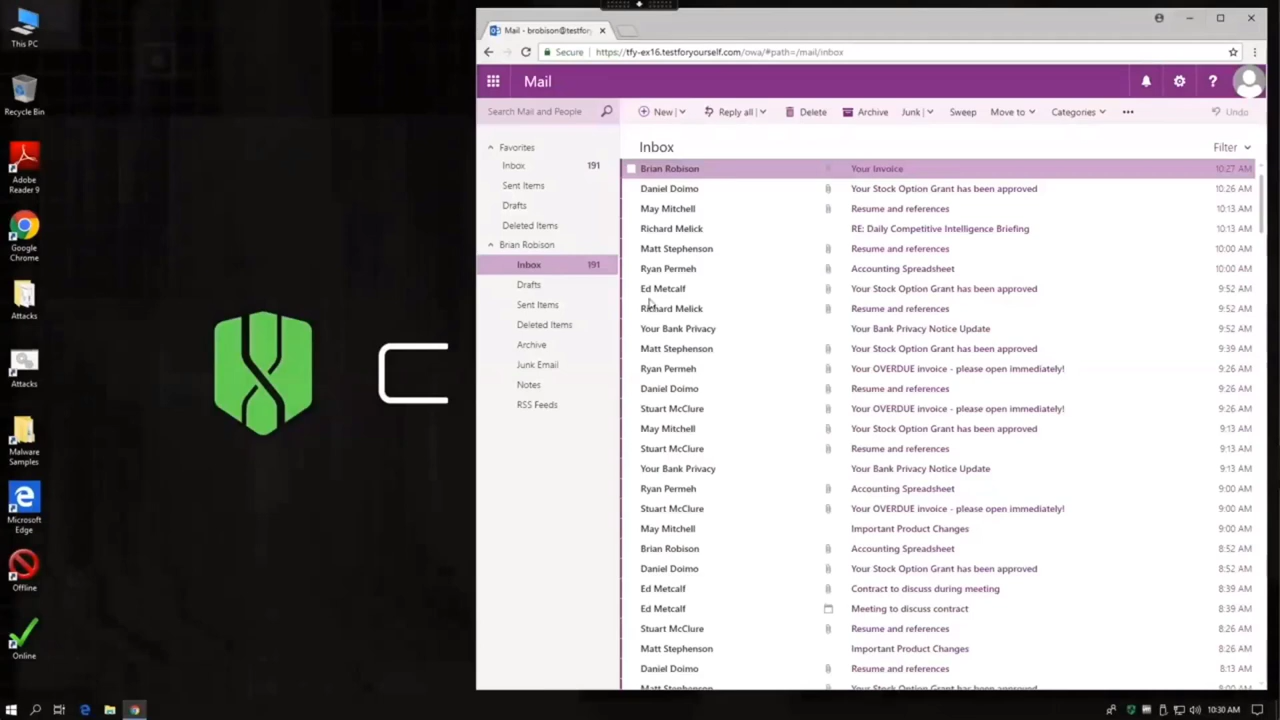 This PC
Recycle Bin
Adobe
Reader 9
Google
Chrome
Attacks
Attacks
Malware
Samples
Microsoft
Edge
Offline
Online
Mail - brobison@testfory
Secure https://tfy-ex16.testforyourself.com/owa/#path=/mail/inbox
Mail
?
Search Mail and People
New Reply all Delete Archive Junk Sweep Move to Categories ... Undo
Favorites
Inbox 191
Sent Items
Drafts
Deleted Items
Brian Robison
Inbox 191
Drafts
Sent Items
Deleted Items
Archive
Junk Email
Notes
RSS Feeds
Inbox Filter
Brian Robison Your Invoice 10:27 AM
Daniel Doimo Your Stock Option Grant has been approved 10:26 AM
May Mitchell Resume and references 10:13 AM
Richard Melick RE: Daily Competitive Intelligence Briefing 10:13 AM
Matt Stephenson Resume and references 10:00 AM
Ryan Permeh Accounting Spreadsheet 10:00 AM
Ed Metcalf Your Stock Option Grant has been approved 9:52 AM
Richard Melick Resume and references 9:52 AM
Your Bank Privacy Your Bank Privacy Notice Update 9:52 AM
Matt Stephenson Your Stock Option Grant has been approved 9:39 AM
Ryan Permeh Your OVERDUE invoice - please open immediately! 9:26 AM
Daniel Doimo Resume and references 9:26 AM
Stuart McClure Your OVERDUE invoice - please open immediately! 9:26 AM
May Mitchell Your Stock Option Grant has been approved 9:13 AM
Stuart McClure Resume and references 9:13 AM
Your Bank Privacy Your Bank Privacy Notice Update 9:13 AM
Ryan Permeh Accounting Spreadsheet 9:00 AM
Stuart McClure Your OVERDUE invoice - please open immediately! 9:00 AM
May Mitchell Important Product Changes 9:00 AM
Brian Robison Accounting Spreadsheet 8:52 AM
Daniel Doimo Your Stock Option Grant has been approved 8:52 AM
Ed Metcalf Contract to discuss during meeting 8:39 AM
Ed Metcalf Meeting to discuss contract 8:39 AM
Stuart McClure Resume and references 8:26 AM
Matt Stephenson Important Product Changes 8:26 AM
Daniel Doimo Resume and references 8:13 AM
Matt Stephenson Your Stock Option Grant has been approved 8:00 AM
10:30 AM